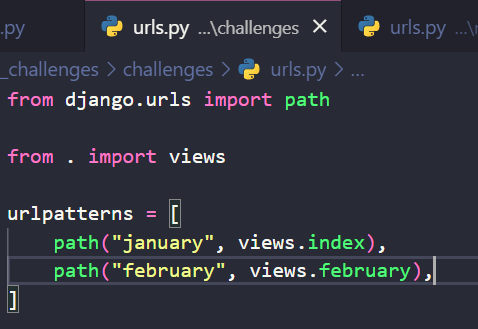 .py
urls.py ...\challenges
urls.py ...\
_challenges > challenges > urls.py > ...
from django.urls import path
from . import views
urlpatterns = [
path("january", views.index),
path("february", views.february),
]